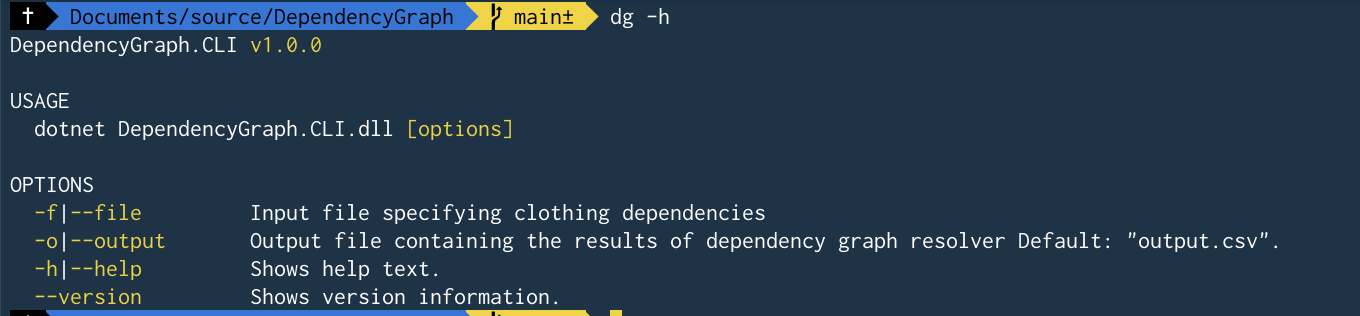 † Documents/source/DependencyGraph main± dg -h
DependencyGraph.CLI v1.0.0
USAGE
dotnet DependencyGraph.CLI.dll [options]
OPTIONS
-f|--file Input file specifying clothing dependencies
-o|--output Output file containing the results of dependency graph resolver Default: "output.csv".
-h|--help Shows help text.
--version Shows version information.